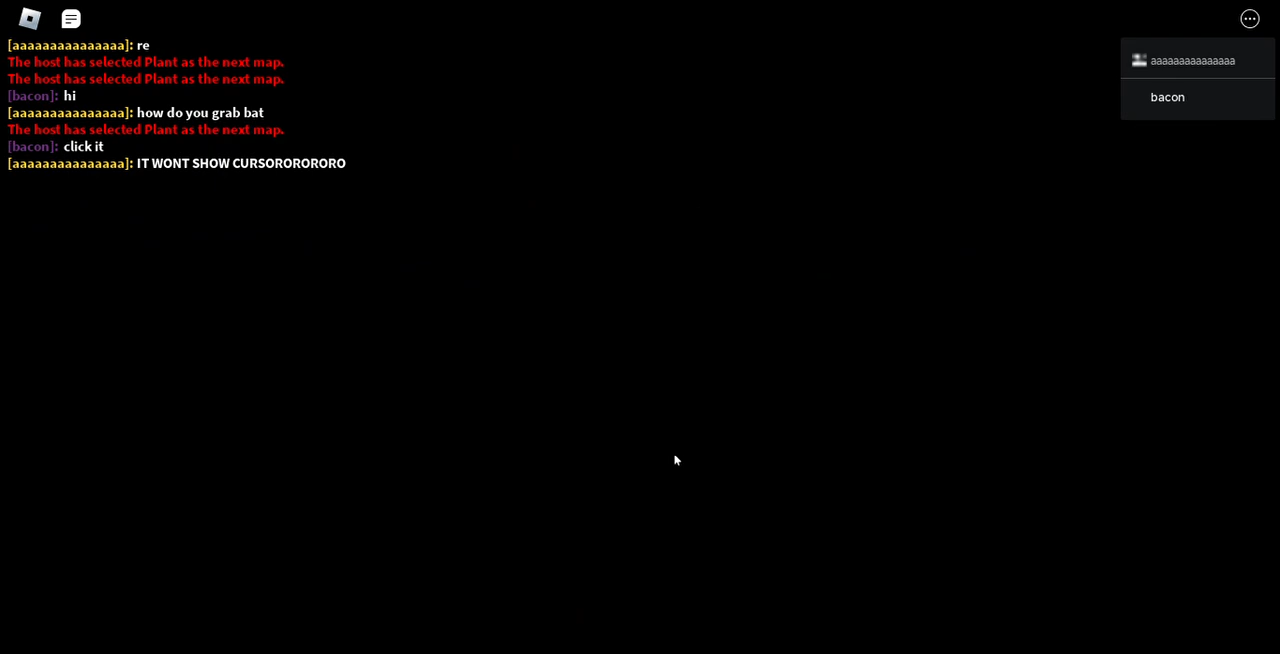 [aaaaaaaaaaaaaaa]: re
The host has selected Plant as the next map.
The host has selected Plant as the next map.
[bacon]: hi
[aaaaaaaaaaaaaaa]: how do you grab bat
The host has selected Plant as the next map.
[bacon]: click it
[aaaaaaaaaaaaaaa]: IT WONT SHOW CURSORORORORO
aaaaaaaaaaaaaaa
bacon